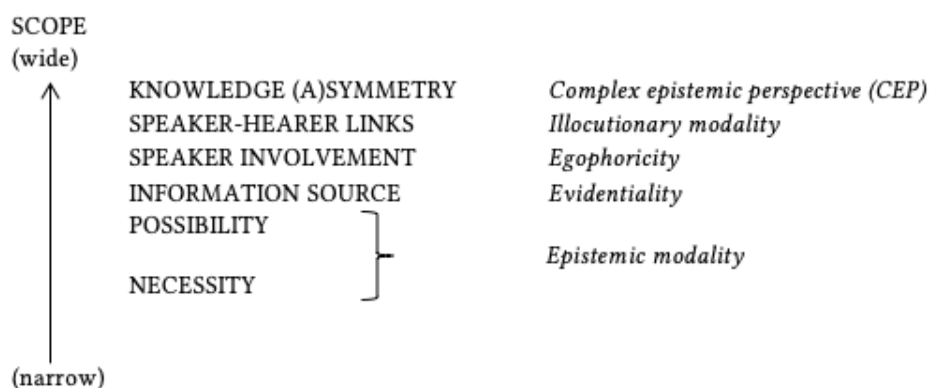 SCOPE
(wide)
KNOWLEDGE (A)SYMMETRY Complex epistemic perspective (CEP)
SPEAKER-HEARER LINKS Illocutionary modality
SPEAKER INVOLVEMENT Egophoricity
INFORMATION SOURCE Evidentiality
POSSIBILITY
Epistemic modality
NECESSITY
(narrow)